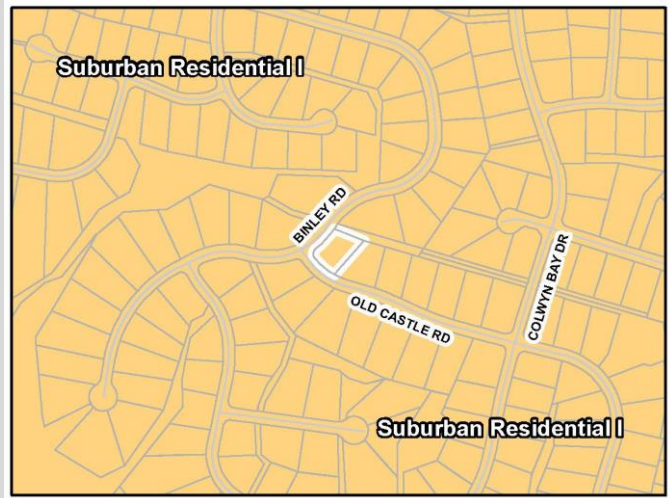 Suburban Residential I
BINLEY RD
OLD CASTLE RD
COLWYN BAY DR
Suburban Residential I